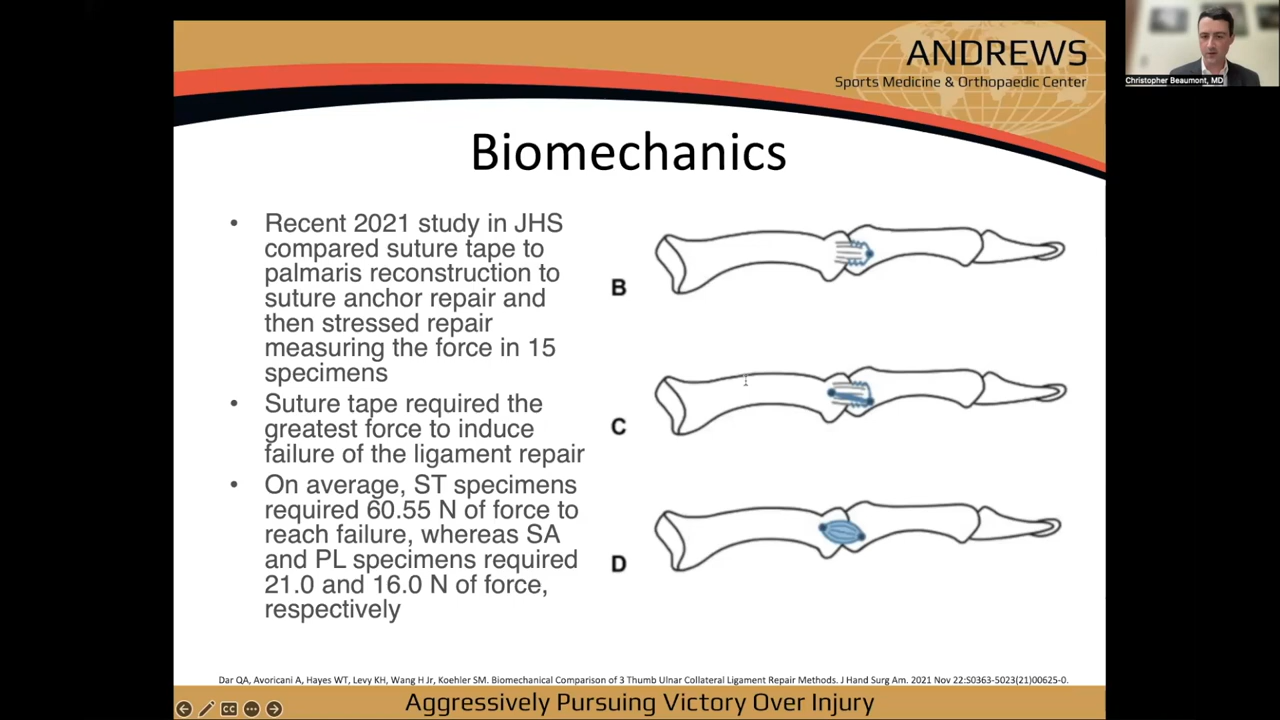 ANDREWS
Sports Medicine & Orthopaedic Center
Christopher Beaumont, MD
Biomechanics
• Recent 2021 study in JHS
compared suture tape to
palmaris reconstruction to
suture anchor repair and
then stressed repair
measuring the force in 15
specimens
• Suture tape required the
greatest force to induce
failure of the ligament repair
• On average, ST specimens
required 60.55 N of force to
reach failure, whereas SA
and PL specimens required
21.0 and 16.0 N of force,
respectively
B
C
D
Dar QA, Avoricani A, Hayes WT, Levy KH, Wang H Jr, Koehler SM. Biomechanical Comparison of 3 Thumb Ulnar Collateral Ligament Repair Methods. J Hand Surg Am. 2021 Nov 22:S0363-5023(21)00625-0.
Aggressively Pursuing Victory Over Injury
CC